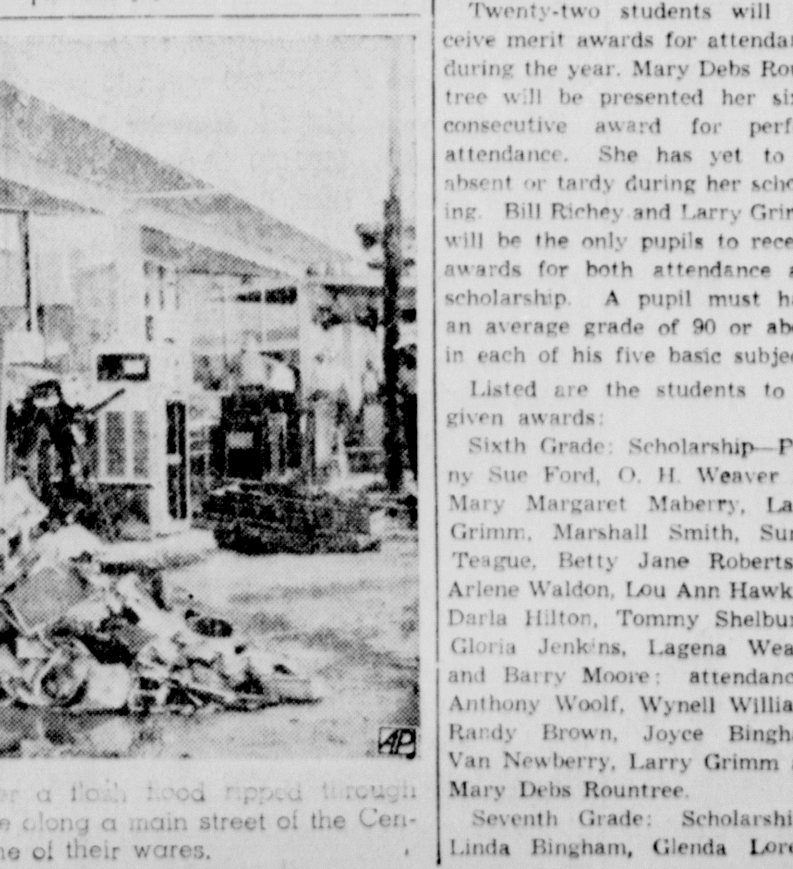 AP
er a flash flood ripped through
e along a main street of the Cen-
ne of their wares.
Twenty-two students will
ceive merit awards for attendan
during the year. Mary Debs Rou
tree will be presented her six
consecutive award for perf
attendance. She has yet to
absent or tardy during her scho
ing. Bill Richey and Larry Grim
will be the only pupils to rece
awards for both attendance a
scholarship. A pupil must ha
an average grade of 90 or abo
in each of his five basic subjec
Listed are the students to
given awards:
Sixth Grade: Scholarship—P
ny Sue Ford, O. H. Weaver
Mary Margaret Maberry, La
Grimm, Marshall Smith, Sun
Teague, Betty Jane Roberts
Arlene Waldon, Lou Ann Hawk
Darla Hilton, Tommy Shelbur
Gloria Jenkins, Lagena Wea
and Barry Moore; attendanc
Anthony Woolf, Wynell Willia
Randy Brown, Joyce Bingha
Van Newberry, Larry Grimm
Mary Debs Rountree.
Seventh Grade: Scholarshi
Linda Bingham, Glenda Lore